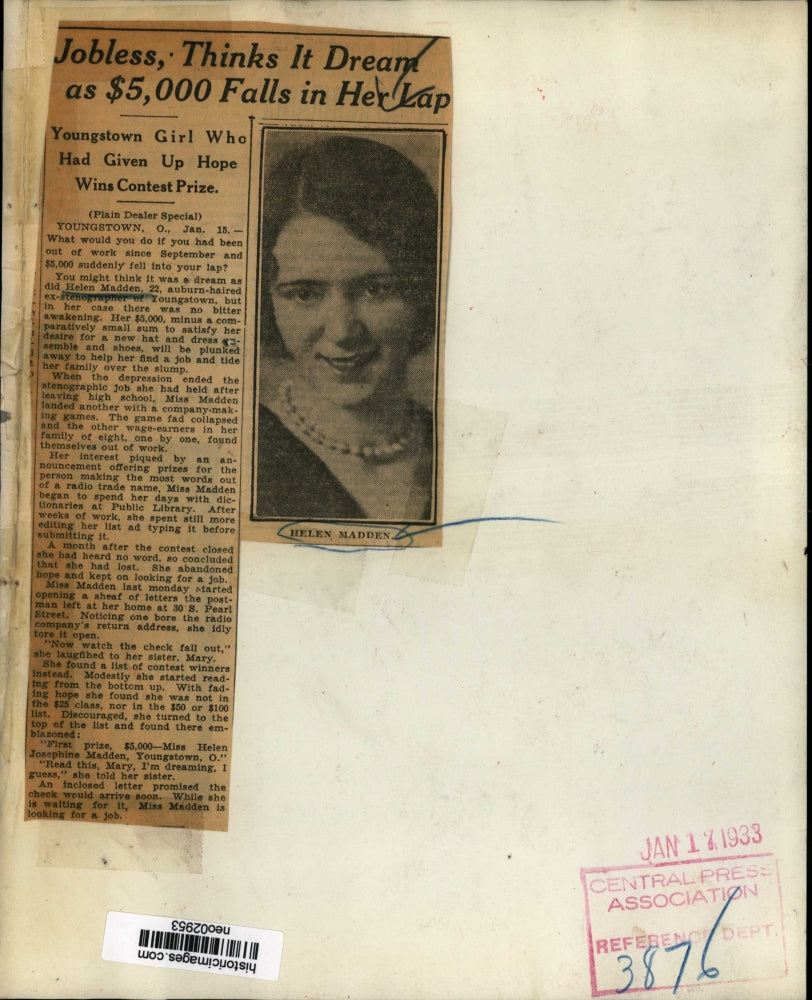 Jobless, Thinks It Dream
as $5,000 Falls in Her Lap
Youngstown Girl Who
Had Given Up Hope
Wins Contest Prize.
(Plain Dealer Special)
YOUNGSTOWN, O., Jan. 15. —
What would you do if you had been
out of work since September and
$5,000 suddenly fell into your lap?
You might think it was a dream as
did Helen Madden, 22, auburn-haired
ex-stenographer of Youngstown, but
in her case there was no bitter
awakening. Her $5,000, minus a com-
paratively small sum to satisfy her
desire for a new hat and dress
semble and shoes, will be plunked
away to help her find a job and tide
her family over the slump.
When the depression ended the
stenographic job she had held after
leaving high school, Miss Madden
landed another with a company-mak-
ing games. The game fad collapsed
and the other wage-earners in her
family of eight, one by one, found
themselves out of work.
Her interest piqued by an an-
nouncement offering prizes for the
person making the most words out
of a radio trade name, Miss Madden
began to spend her days with dic-
tionaries at Public Library. After
weeks of work, she spent still more
editing her list ad typing it before
submitting it.
A month after the contest closed
she had heard no word, so concluded
that she had lost. She abandoned
hope and kept on looking for a job.
Miss Madden last monday started
opening a sheaf of letters the post-
man left at her home at 30 S. Pearl
Street. Noticing one bore the radio
company's return address, she idly
tore it open.
"Now watch the check fall out,"
she laugfihed to her sister, Mary.
She found a list of contest winners
instead. Modestly she started read-
ing from the bottcm up. With fad-
ing hope she found she was not in
the $25 class, nor in the $50 or $100
list. Discouraged, she turned to the
top of the list and found there em-
blazoned:
"First prize, $5,000—Miss Helen
Josephine Madden, Youngstown, O."
"Read this, Mary, I'm dreaming, I
guess," she told her sister.
An inclosed letter promised the
check would arrive soon. While she
is waiting for it, Miss Madden is
looking for a job.
HELEN MADDEN.
JAN 17 1933
CENTRAL PRESS
ASSOCIATION
REFERENCE DEPT.
3876
historicimages.com
neo02953